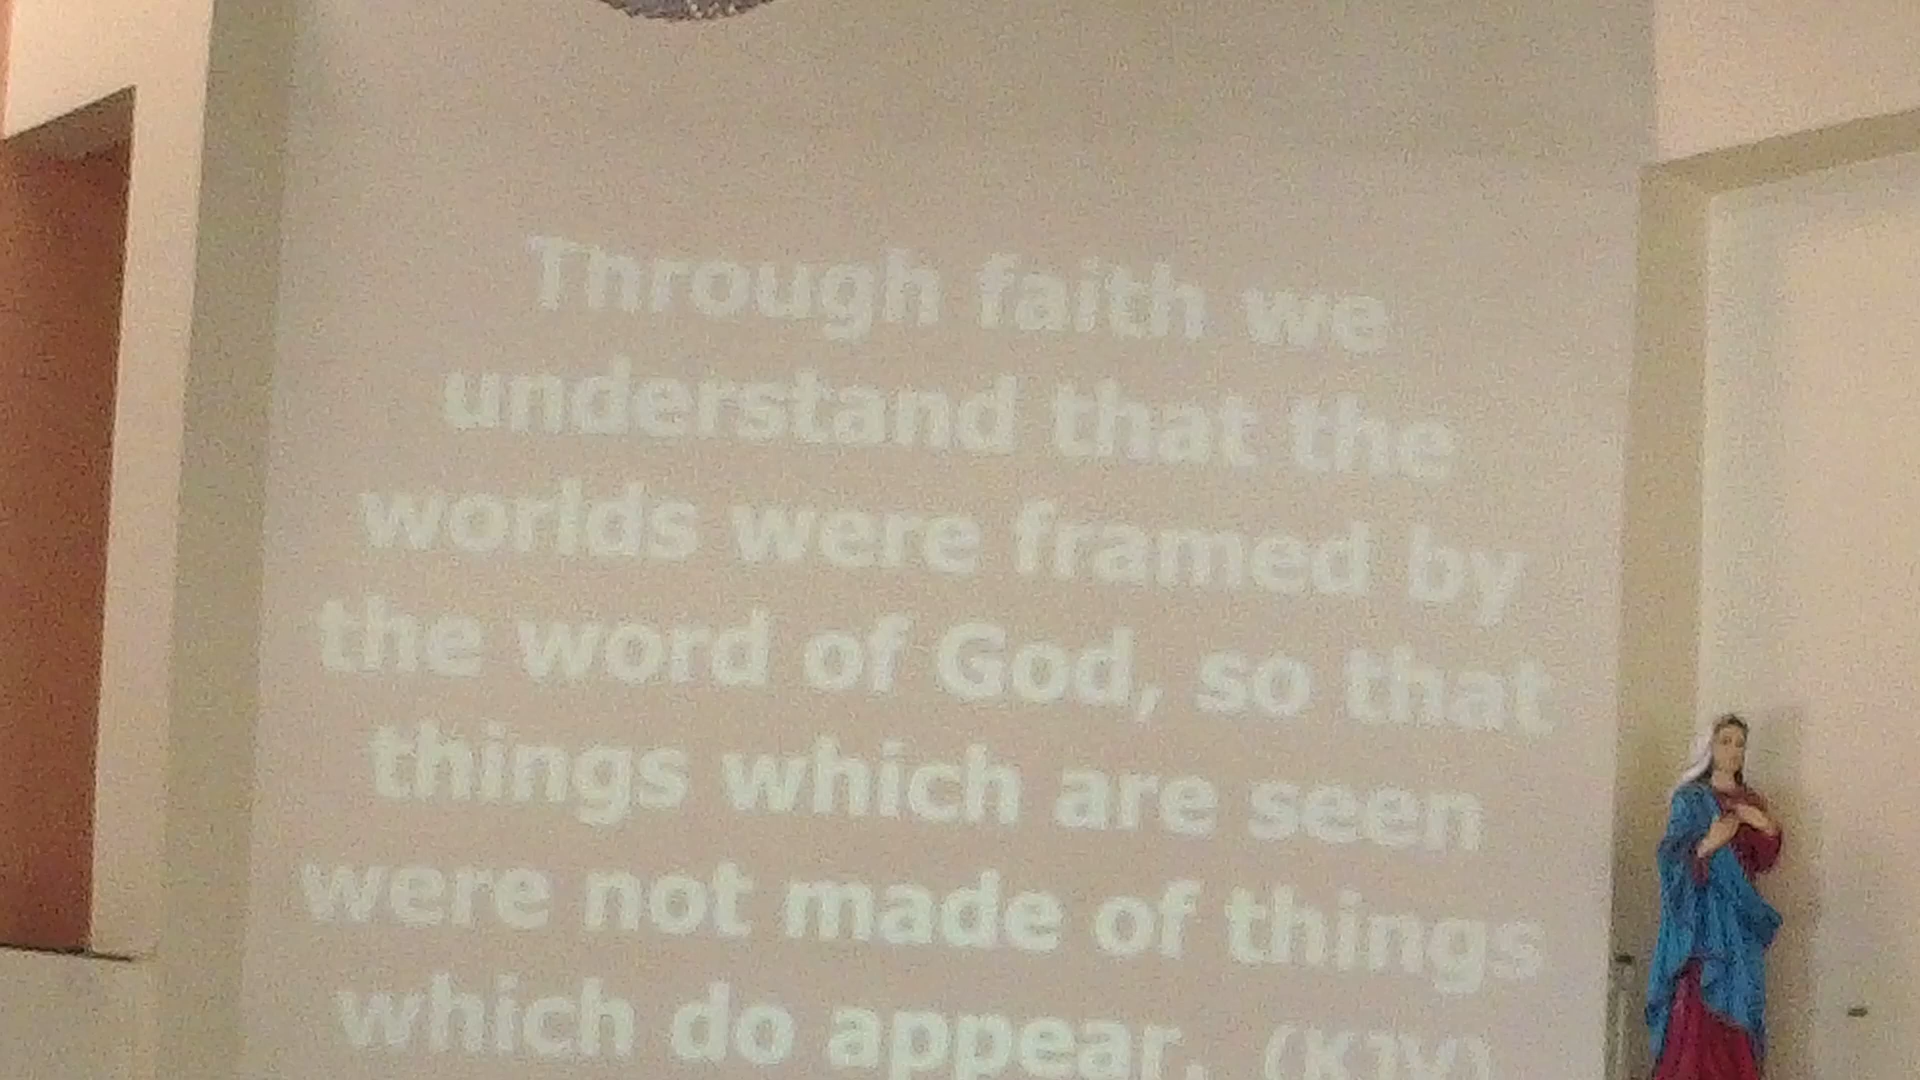 Through faith we
understand that the
worlds were framed by
the word of God, so that
things which are seen
were not made of things
which do appear. (KJV)